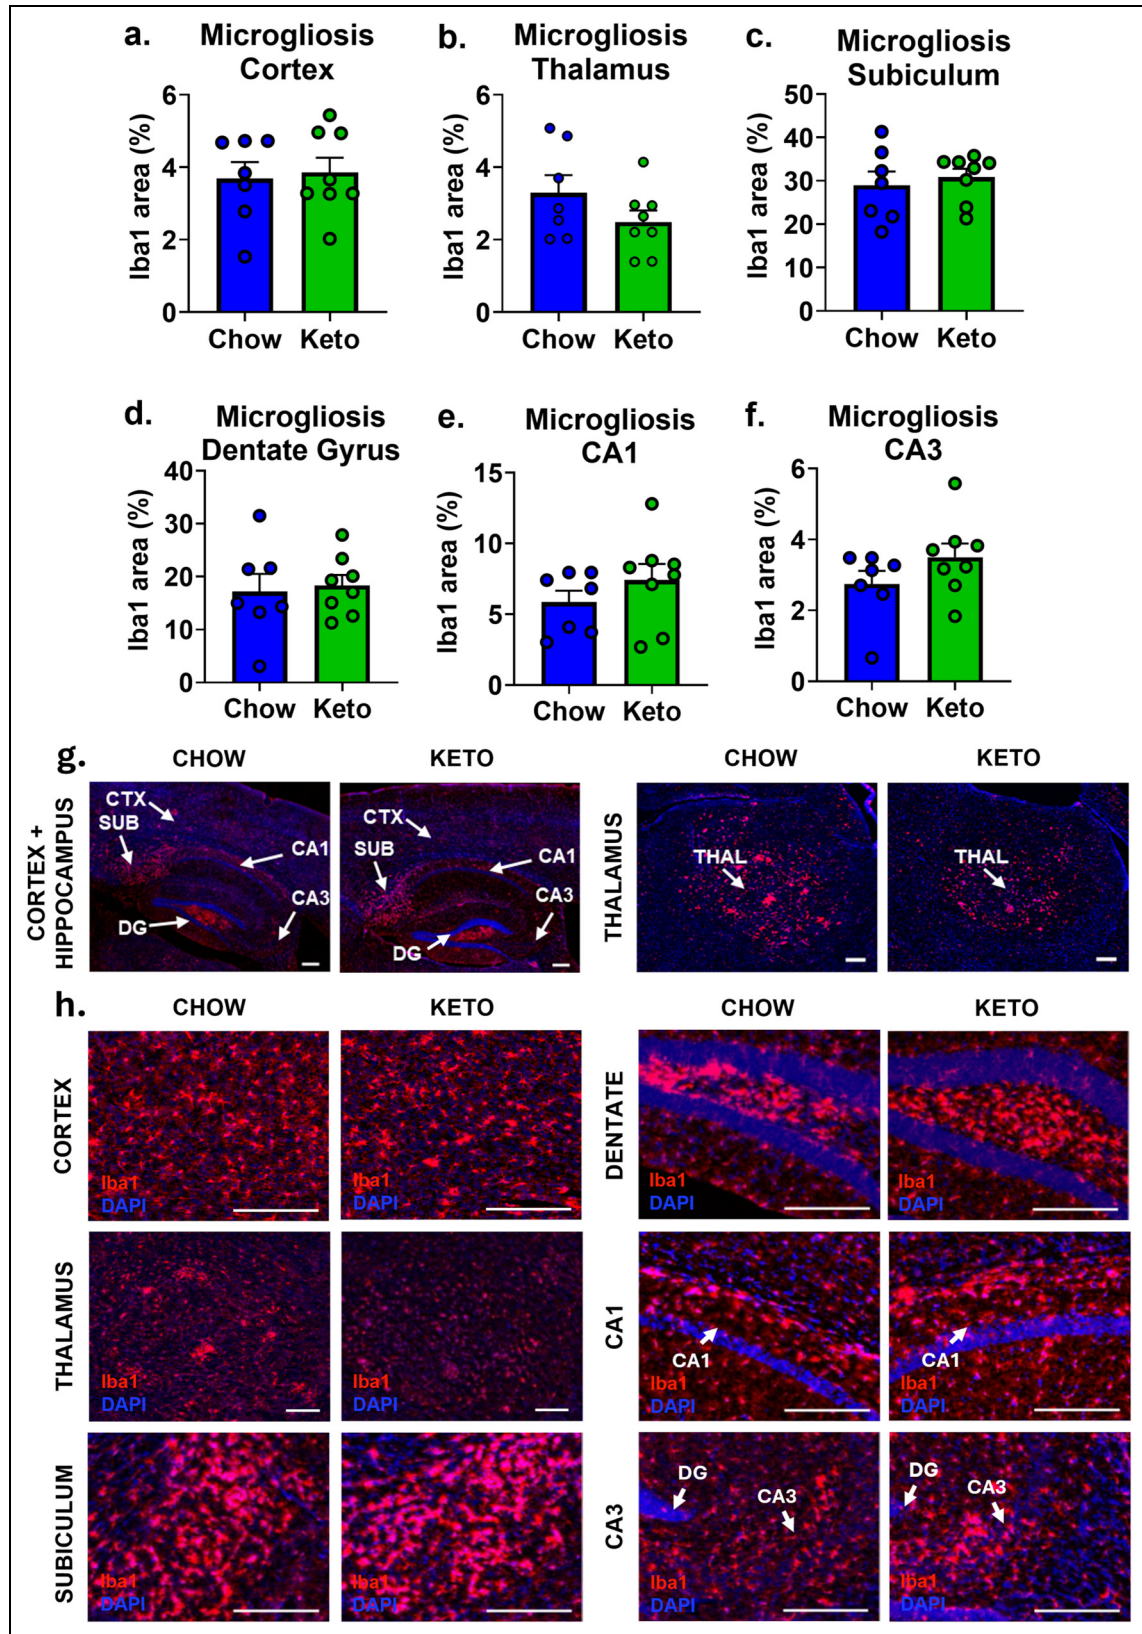 a. Microgliosis
Cortex
Iba1 area (%)
6
4
2
0
Chow Keto
b. Microgliosis
Thalamus
Iba1 area (%)
6
4
2
0
Chow Keto
c. Microgliosis
Subiculum
Iba1 area (%)
50
40
30
20
10
0
Chow Keto
d. Microgliosis
Dentate Gyrus
Iba1 area (%)
40
30
20
10
0
Chow Keto
e. Microgliosis
CA1
Iba1 area (%)
15
10
5
0
Chow Keto
f. Microgliosis
CA3
Iba1 area (%)
6
4
2
0
Chow Keto
g.
CHOW KETO CHOW KETO
CORTEX +
HIPPOCAMPUS
CTX
SUB
CA1
CA3
DG
CTX
SUB
CA1
CA3
DG
THALAMUS
THAL
THAL
h.
CHOW KETO CHOW KETO
CORTEX
Iba1
DAPI
Iba1
DAPI
DENTATE
Iba1
DAPI
Iba1
DAPI
THALAMUS
Iba1
DAPI
Iba1
DAPI
CA1
CA1
Iba1
DAPI
CA1
Iba1
DAPI
SUBICULUM
Iba1
DAPI
Iba1
DAPI
CA3
DG
CA3
Iba1
DAPI
DG
CA3
Iba1
DAPI